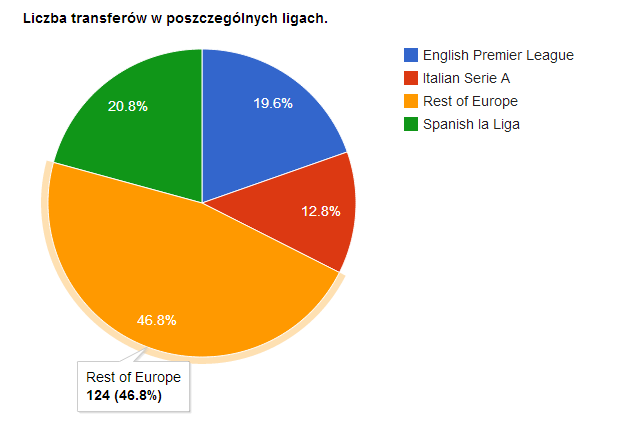 Liczba transferów w poszczególnych ligach.
English Premier League
Italian Serie A
Rest of Europe
Spanish la Liga
20.8%
19.6%
12.8%
46.8%
Rest of Europe
124 (46.8%)